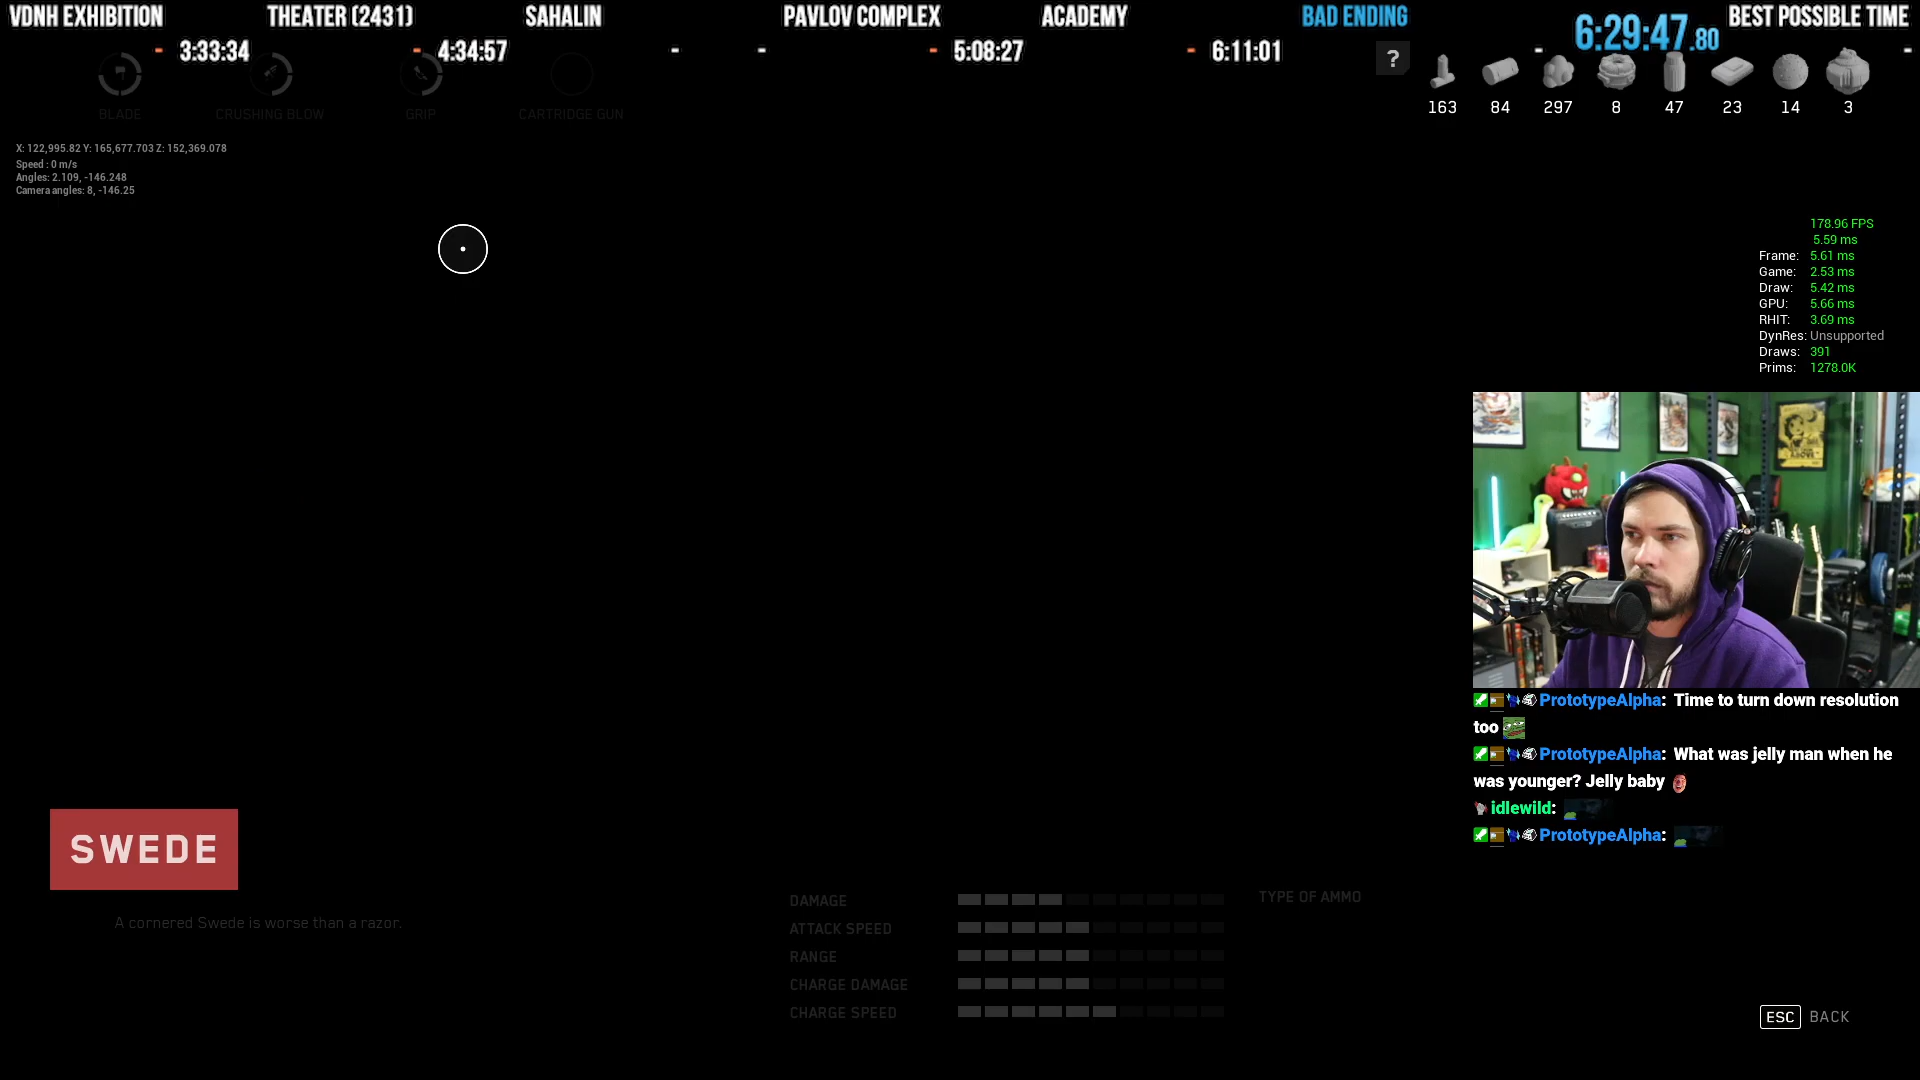 VDNH EXHIBITION THEATER (2431) SAHALIN PAVLOV COMPLEX ACADEMY BAD ENDING 6:29:47.80 BEST POSSIBLE TIME
- 3:33:34 - 4:34:57 - - - 5:08:27 - 6:11:01 - -
?
163 84 297 8 47 23 14 3
BLADE CRUSHING BLOW GRIP CARTRIDGE GUN
X: 122,995.82 Y: 165,677.703 Z: 152,369.078
Speed : 0 m/s
Angles: 2.109, -146.248
Camera angles: 8, -146.25
178.96 FPS
5.59 ms
Frame: 5.61 ms
Game: 2.53 ms
Draw: 5.42 ms
GPU: 5.66 ms
RHIT: 3.69 ms
DynRes: Unsupported
Draws: 391
Prims: 1278.0K
PrototypeAlpha: Time to turn down resolution
too
PrototypeAlpha: What was jelly man when he
was younger? Jelly baby
idlewild:
PrototypeAlpha:
SWEDE
A cornered Swede is worse than a razor.
DAMAGE
ATTACK SPEED
RANGE
CHARGE DAMAGE
CHARGE SPEED
TYPE OF AMMO
ESC BACK